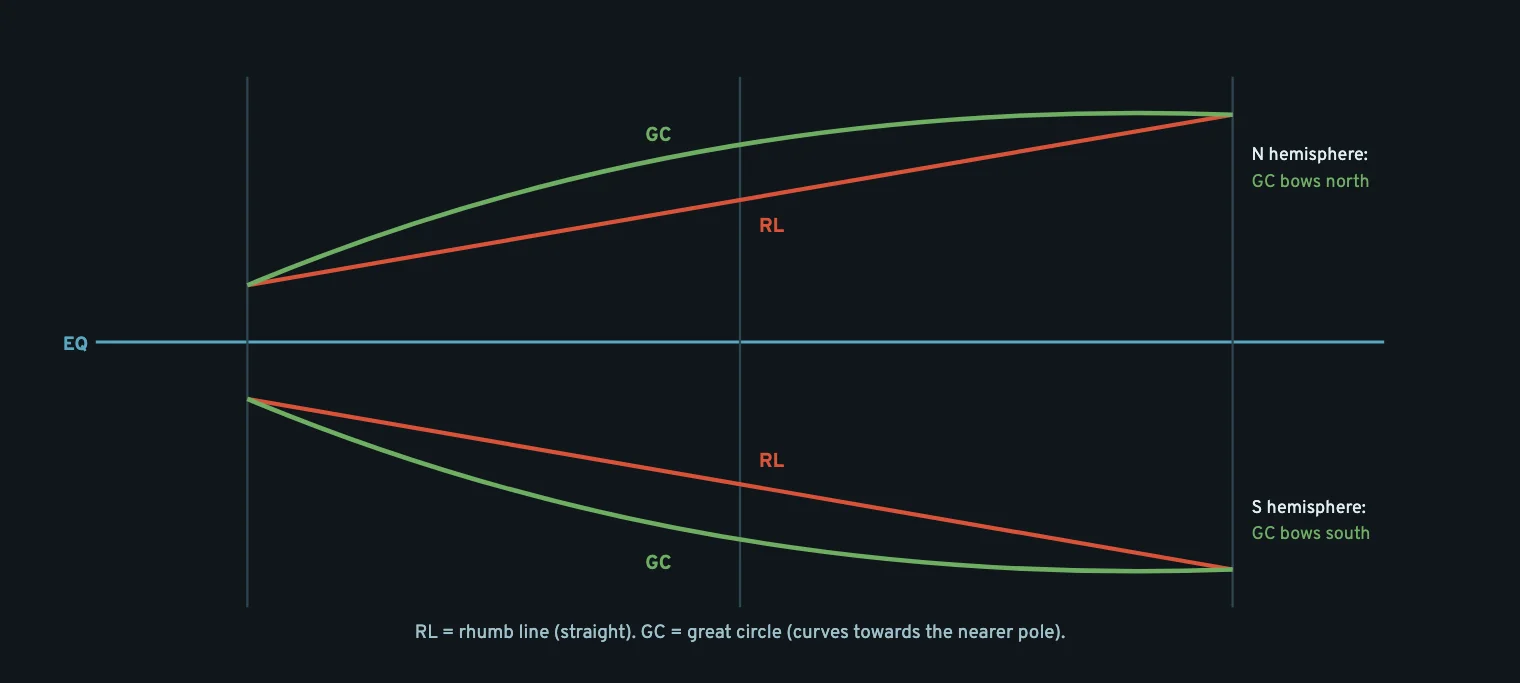 GC
N hemisphere:
GC bows north
RL
EQ
RL
S hemisphere:
GC bows south
GC
RL = rhumb line (straight). GC = great circle (curves towards the nearer pole).